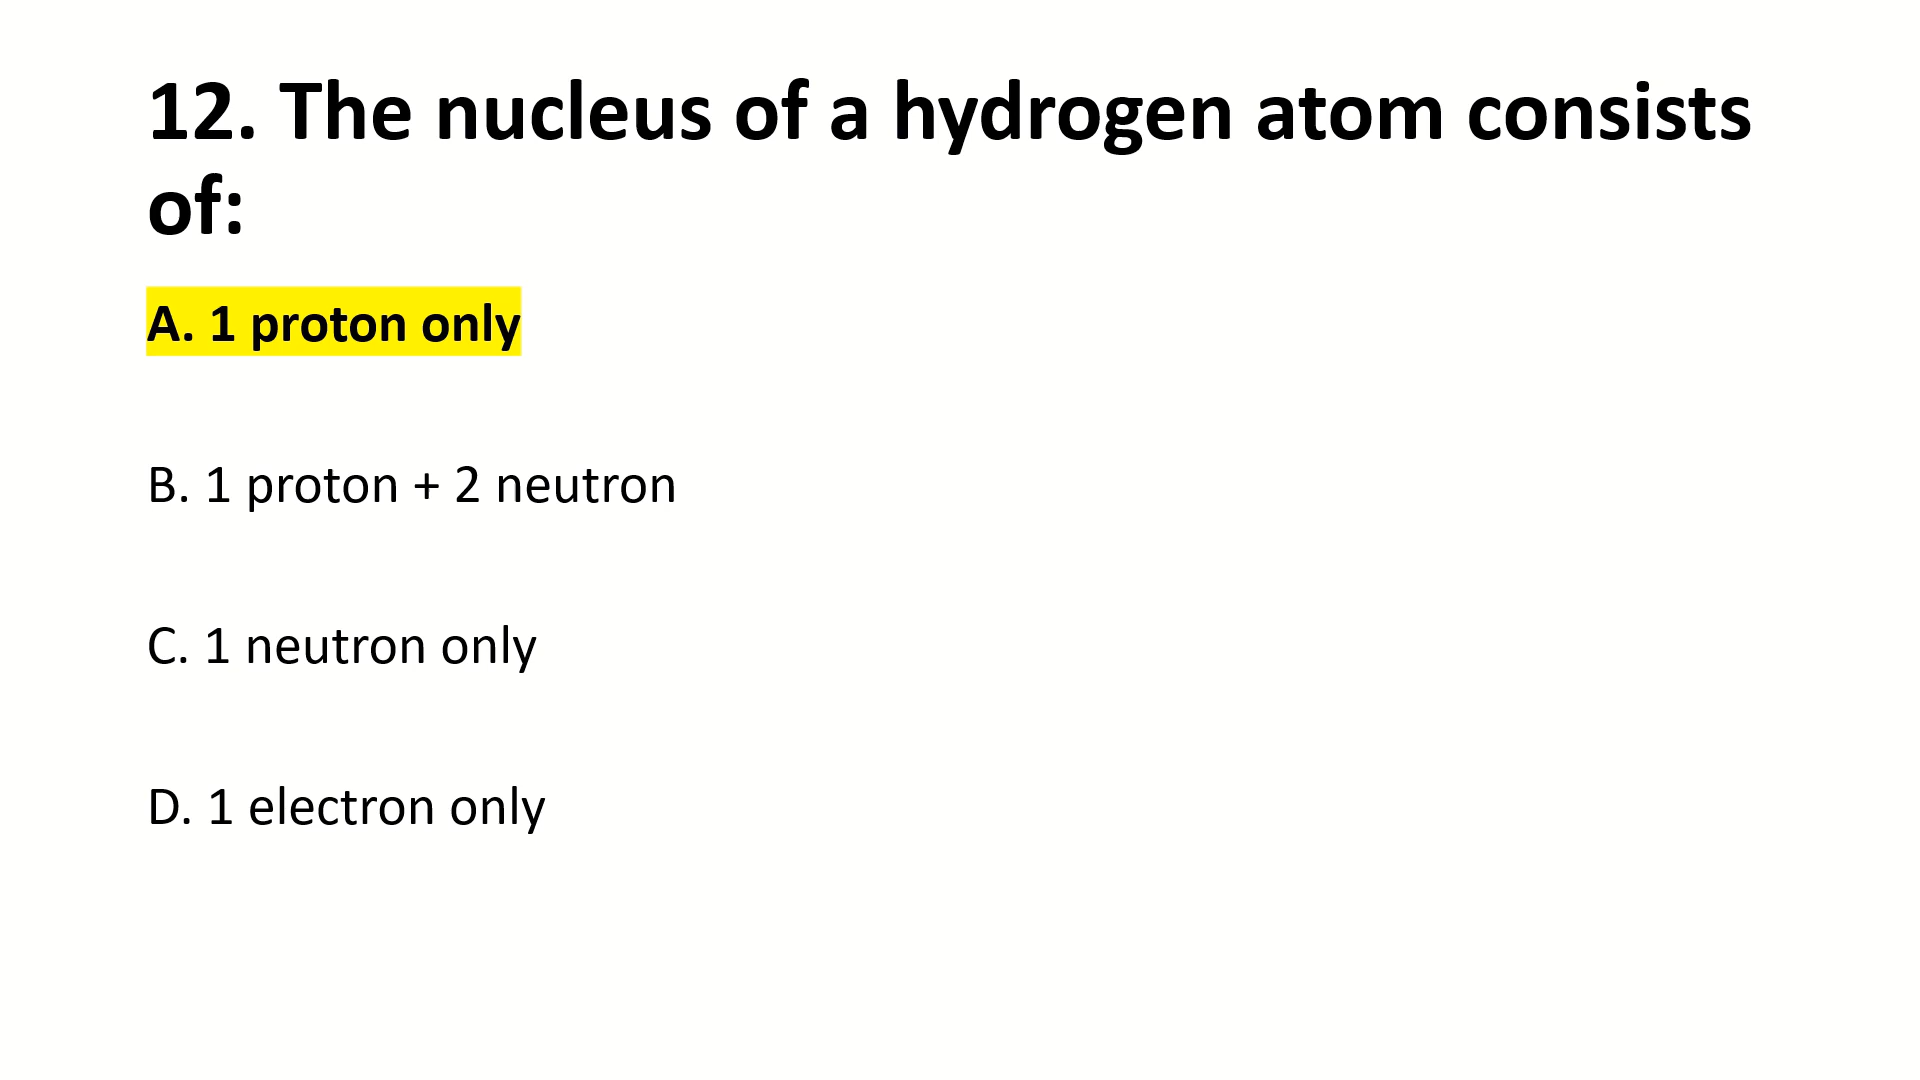 12. The nucleus of a hydrogen atom consists
of:
A. 1 proton only
B. 1 proton + 2 neutron
C. 1 neutron only
D. 1 electron only